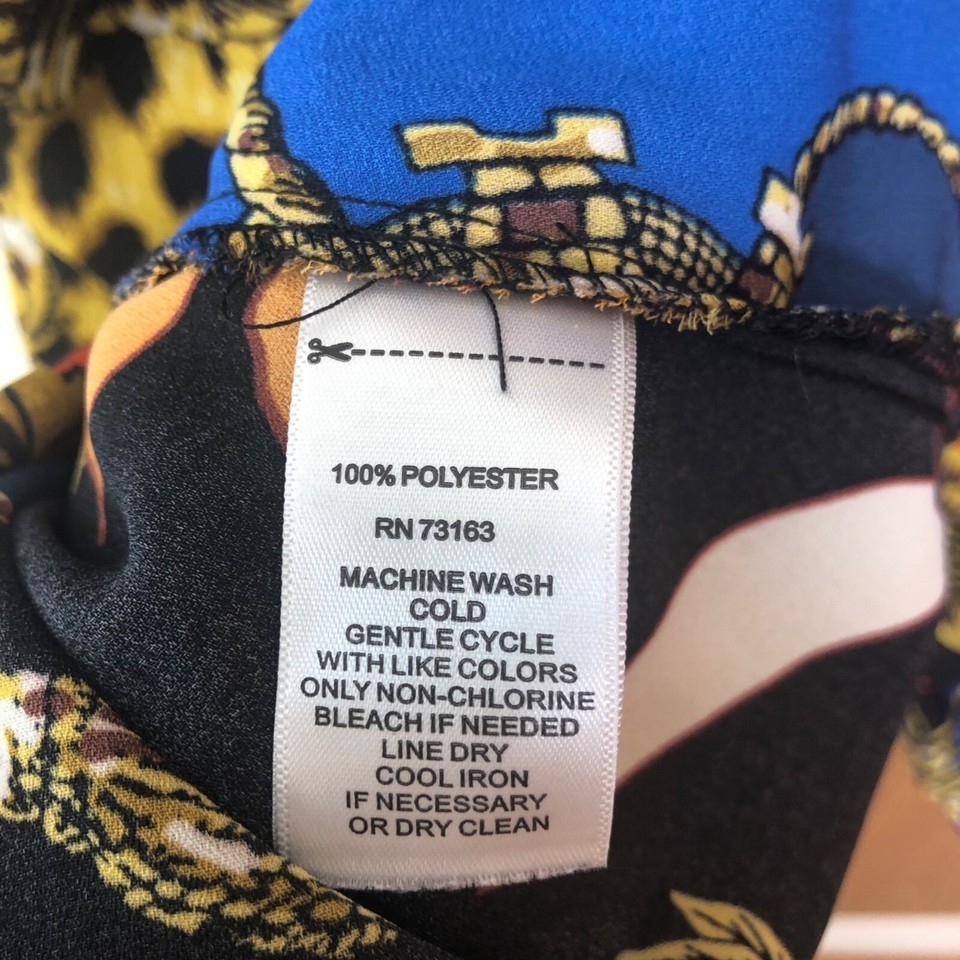 100% POLYESTER
RN 73163
MACHINE WASH
COLD
GENTLE CYCLE
WITH LIKE COLORS
ONLY NON-CHLORINE
BLEACH IF NEEDED
LINE DRY
COOL IRON
IF NECESSARY
OR DRY CLEAN